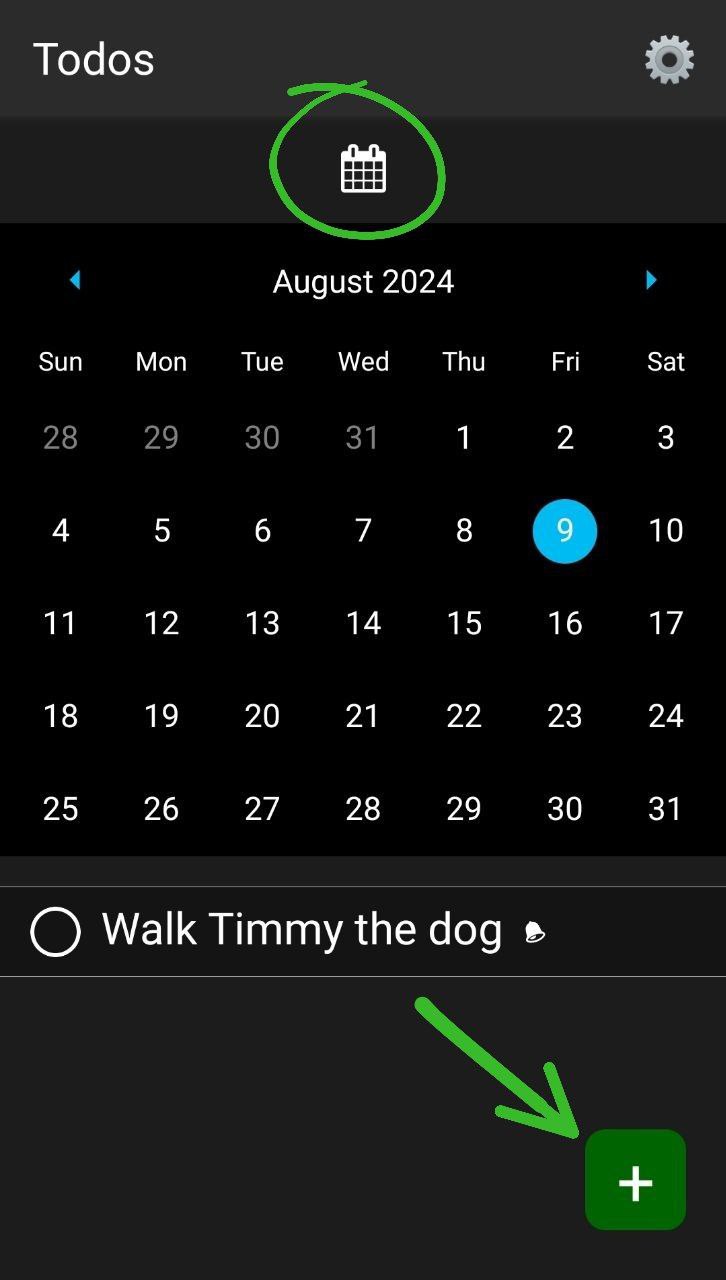 Todos
August 2024
Sun Mon Tue Wed Thu Fri Sat
28 29 30 31 1 2 3
4 5 6 7 8 9 10
11 12 13 14 15 16 17
18 19 20 21 22 23 24
25 26 27 28 29 30 31
Walk Timmy the dog
+